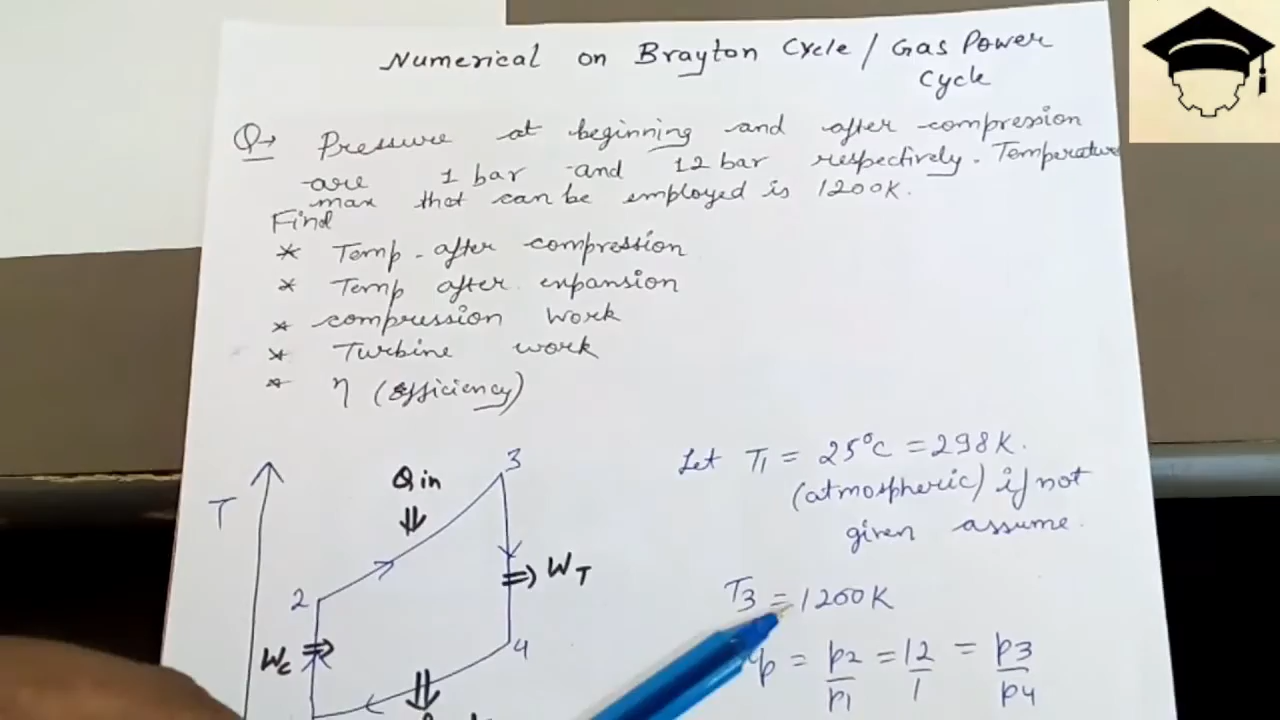 Numerical on Brayton Cycle / Gas Power
Cycle
Q→ Pressure at beginning and after compression
are 1 bar and 12 bar respectively. Temperature
max that can be employed is 1200K.
Find
* Temp. after compression
* Temp after expansion
* compression work
* Turbine work
* η (efficiency)
T
Qin
3
2
WT
Wc
4
Let T1 = 25°C = 298K.
(atmospheric) if not
given assume.
T3 = 1200K
p = p2/p1 = 12/1 = p3/p4